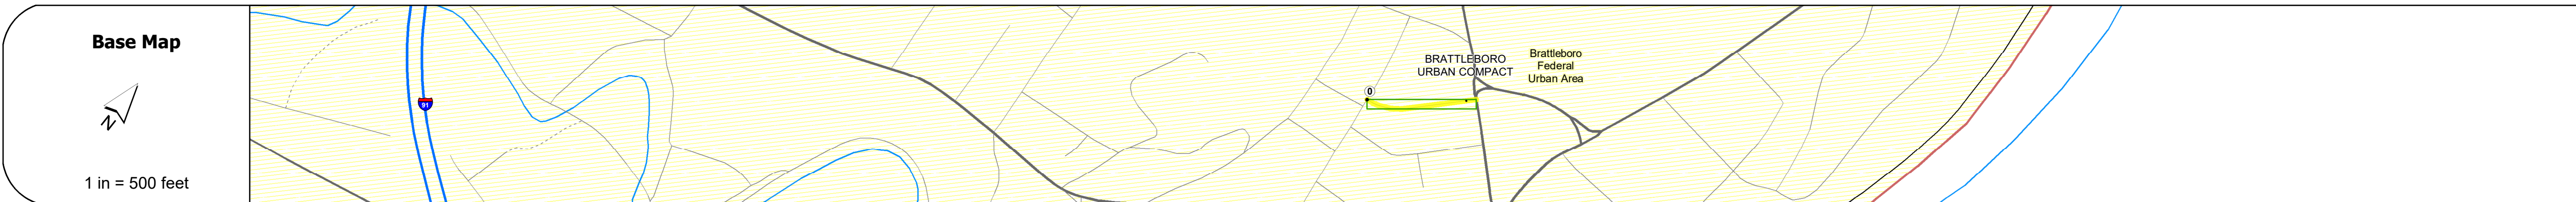 Base Map
N
1 in = 500 feet
91
0
BRATTLEBORO
URBAN COMPACT
Brattleboro
Federal
Urban Area